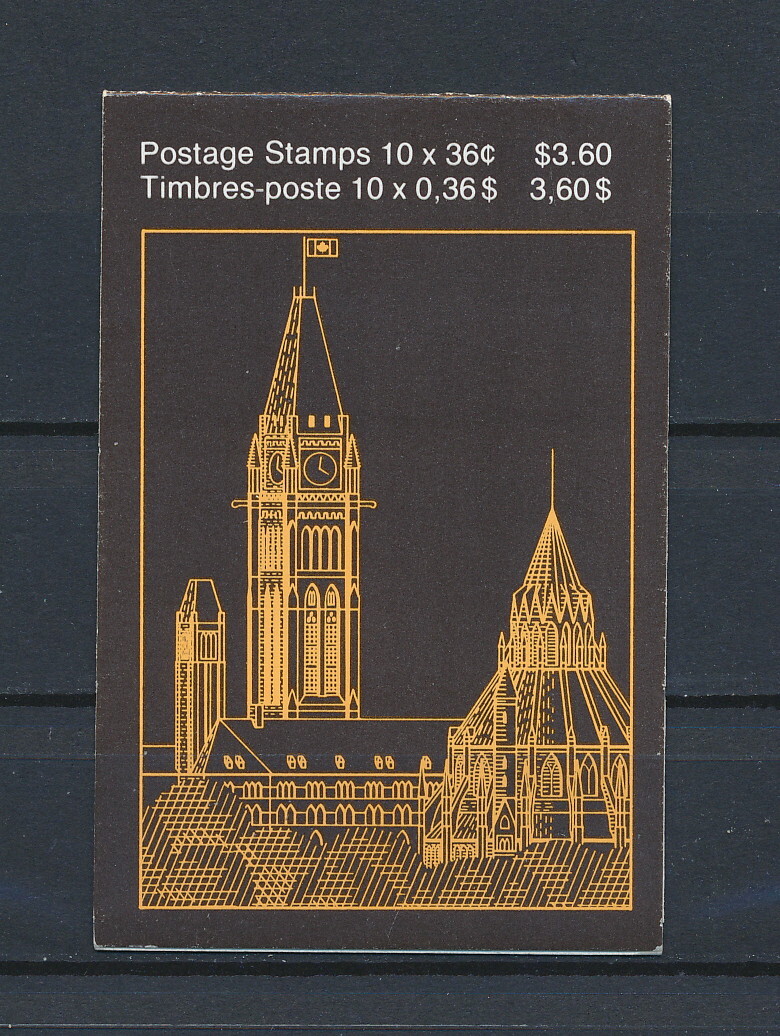 Postage Stamps 10 x 36¢ $3.60
Timbres-poste 10 x 0,36 $ 3,60 $